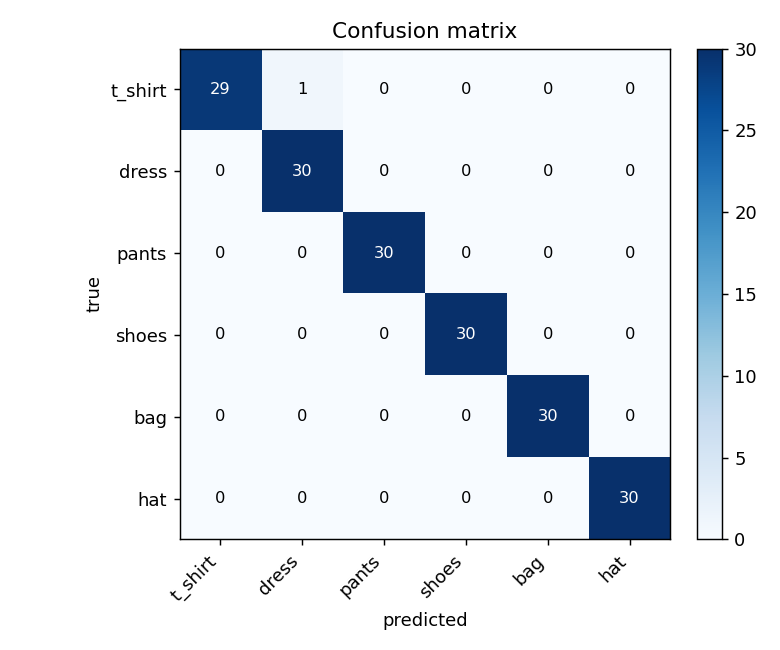 Confusion matrix
t_shirt 29 1 0 0 0 0
dress 0 30 0 0 0 0
pants 0 0 30 0 0 0
shoes 0 0 0 30 0 0
bag 0 0 0 0 30 0
hat 0 0 0 0 0 30
t_shirt dress pants shoes bag hat
predicted
true
30
25
20
15
10
5
0